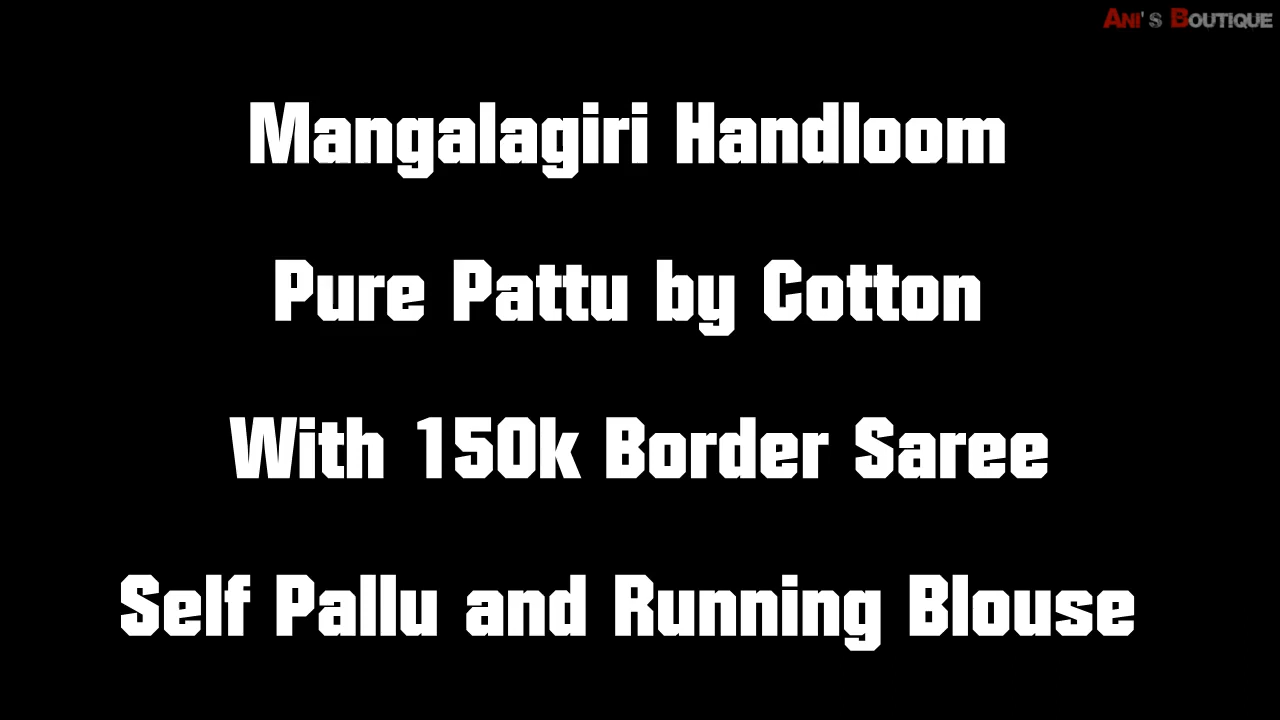 Ani's Boutique
Mangalagiri Handloom
Pure Pattu by Cotton
With 150k Border Saree
Self Pallu and Running Blouse